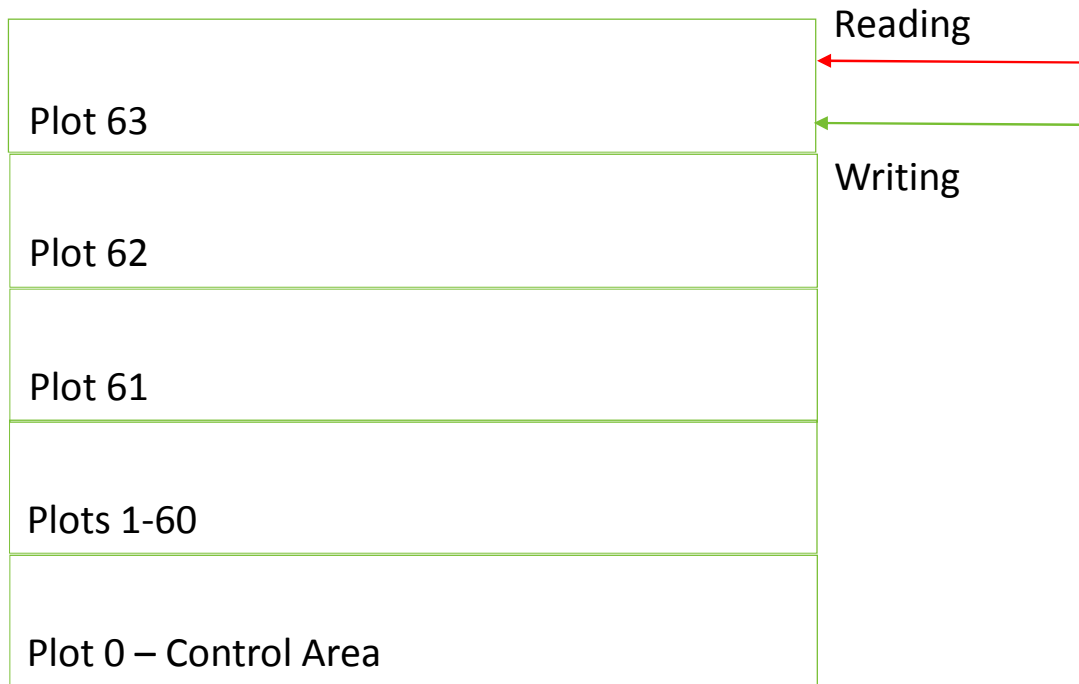 Reading
Plot 63
Writing
Plot 62
Plot 61
Plots 1-60
Plot 0 – Control Area